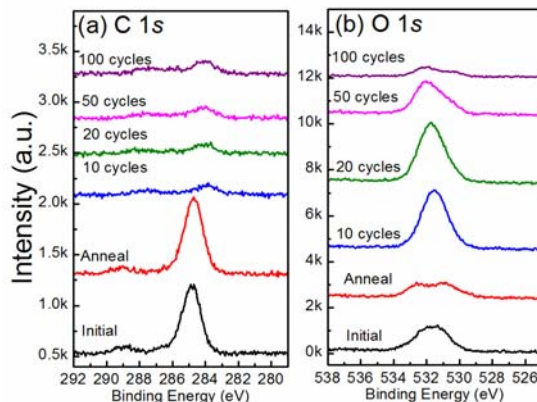 (a) C 1s
100 cycles
50 cycles
20 cycles
10 cycles
Anneal
Initial
3.5k
3.0k
2.5k
2.0k
1.5k
1.0k
0.5k
Intensity (a.u.)
292 290 288 286 284 282 280
Binding Energy (eV)
(b) O 1s
100 cycles
50 cycles
20 cycles
10 cycles
Anneal
Initial
14k
12k
10k
8k
6k
4k
2k
0k
538 536 534 532 530 528 526
Binding Energy (eV)